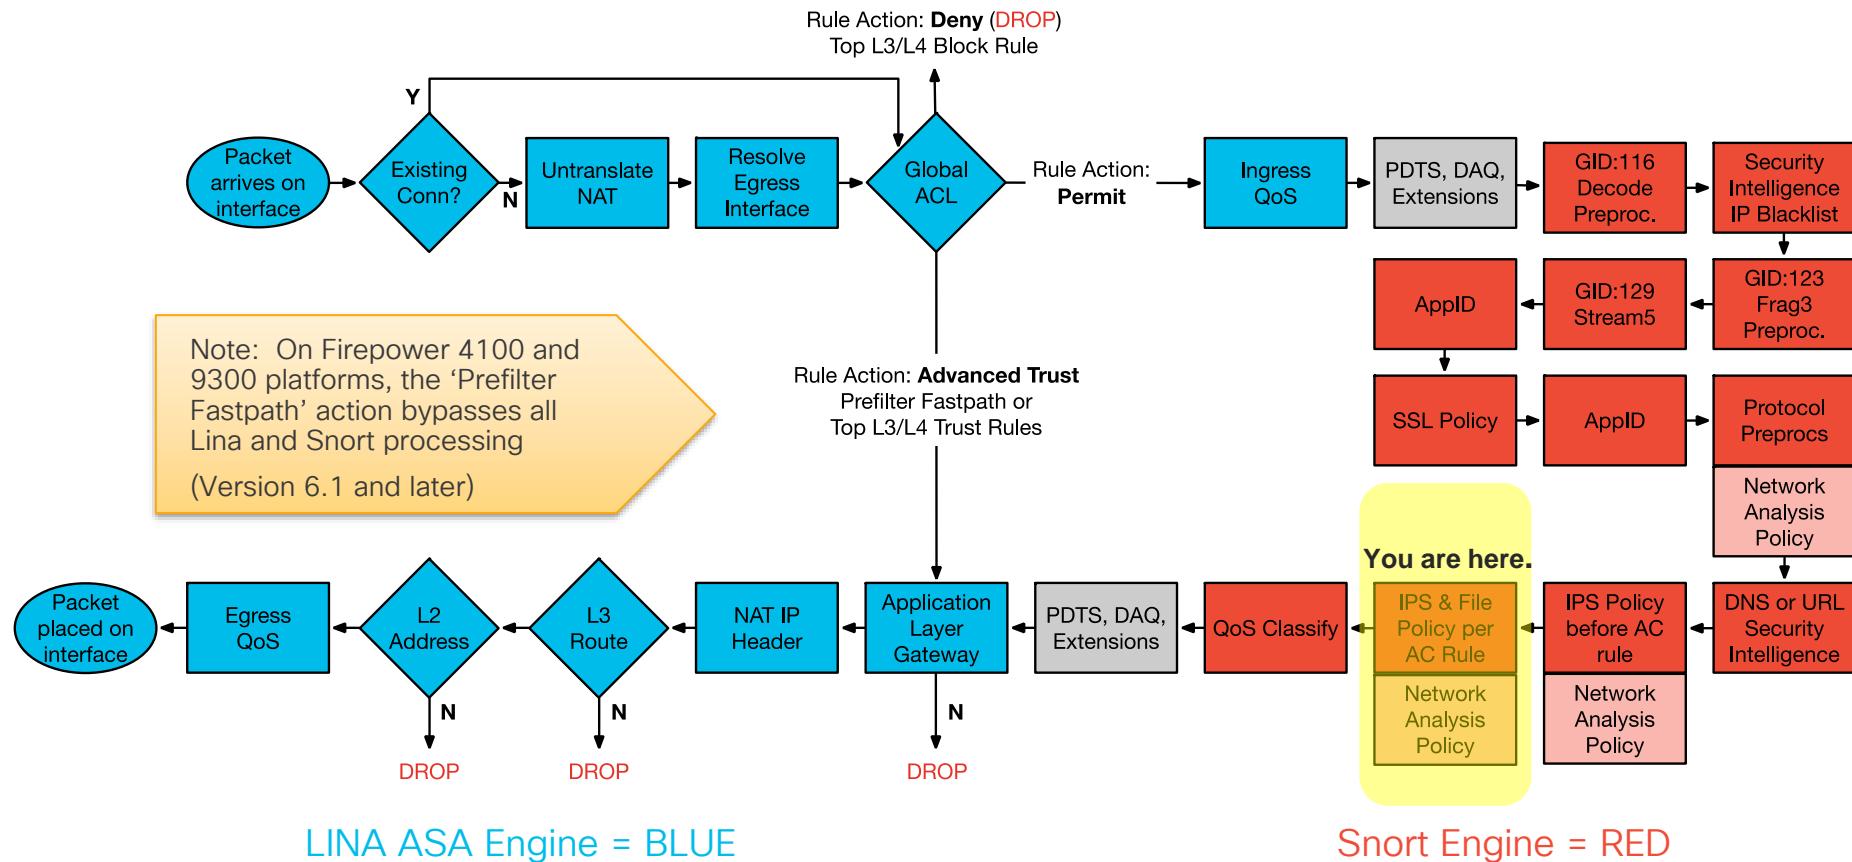 Rule Action: Deny (DROP)
Top L3/L4 Block Rule
Y
Packet
arrives on
interface
Existing
Conn?
N
Untranslate
NAT
Resolve
Egress
Interface
Global
ACL
Rule Action:
Permit
Ingress
QoS
PDTS, DAQ,
Extensions
GID:116
Decode
Preproc.
Security
Intelligence
IP Blacklist
AppID
GID:129
Stream5
GID:123
Frag3
Preproc.
Note: On Firepower 4100 and
9300 platforms, the ‘Prefilter
Fastpath’ action bypasses all
Lina and Snort processing
(Version 6.1 and later)
Rule Action: Advanced Trust
Prefilter Fastpath or
Top L3/L4 Trust Rules
SSL Policy
AppID
Protocol
Preprocs
Network
Analysis
Policy
You are here.
Packet
placed on
interface
Egress
QoS
L2
Address
L3
Route
NAT IP
Header
Application
Layer
Gateway
PDTS, DAQ,
Extensions
QoS Classify
IPS & File
Policy per
AC Rule
IPS Policy
before AC
rule
DNS or URL
Security
Intelligence
Network
Analysis
Policy
Network
Analysis
Policy
N
N
N
DROP
DROP
DROP
LINA ASA Engine = BLUE
Snort Engine = RED